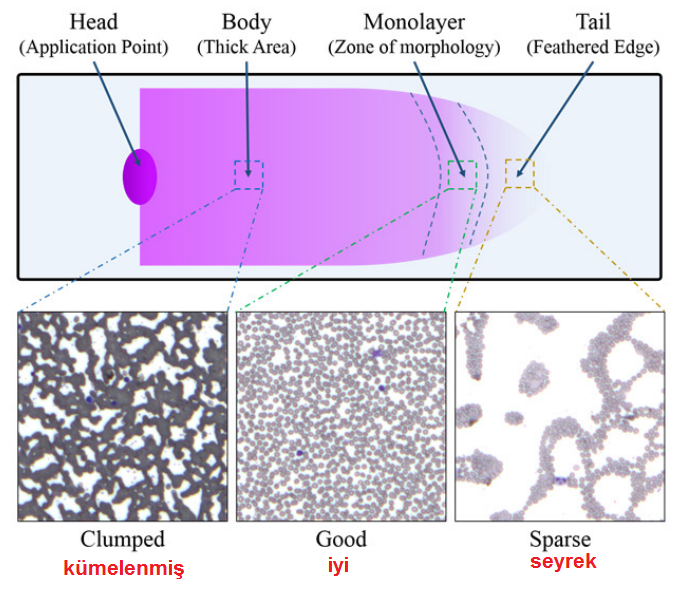 Head
(Application Point)
Body
(Thick Area)
Monolayer
(Zone of morphology)
Tail
(Feathered Edge)
Clumped
kümelenmiş
Good
iyi
Sparse
seyrek